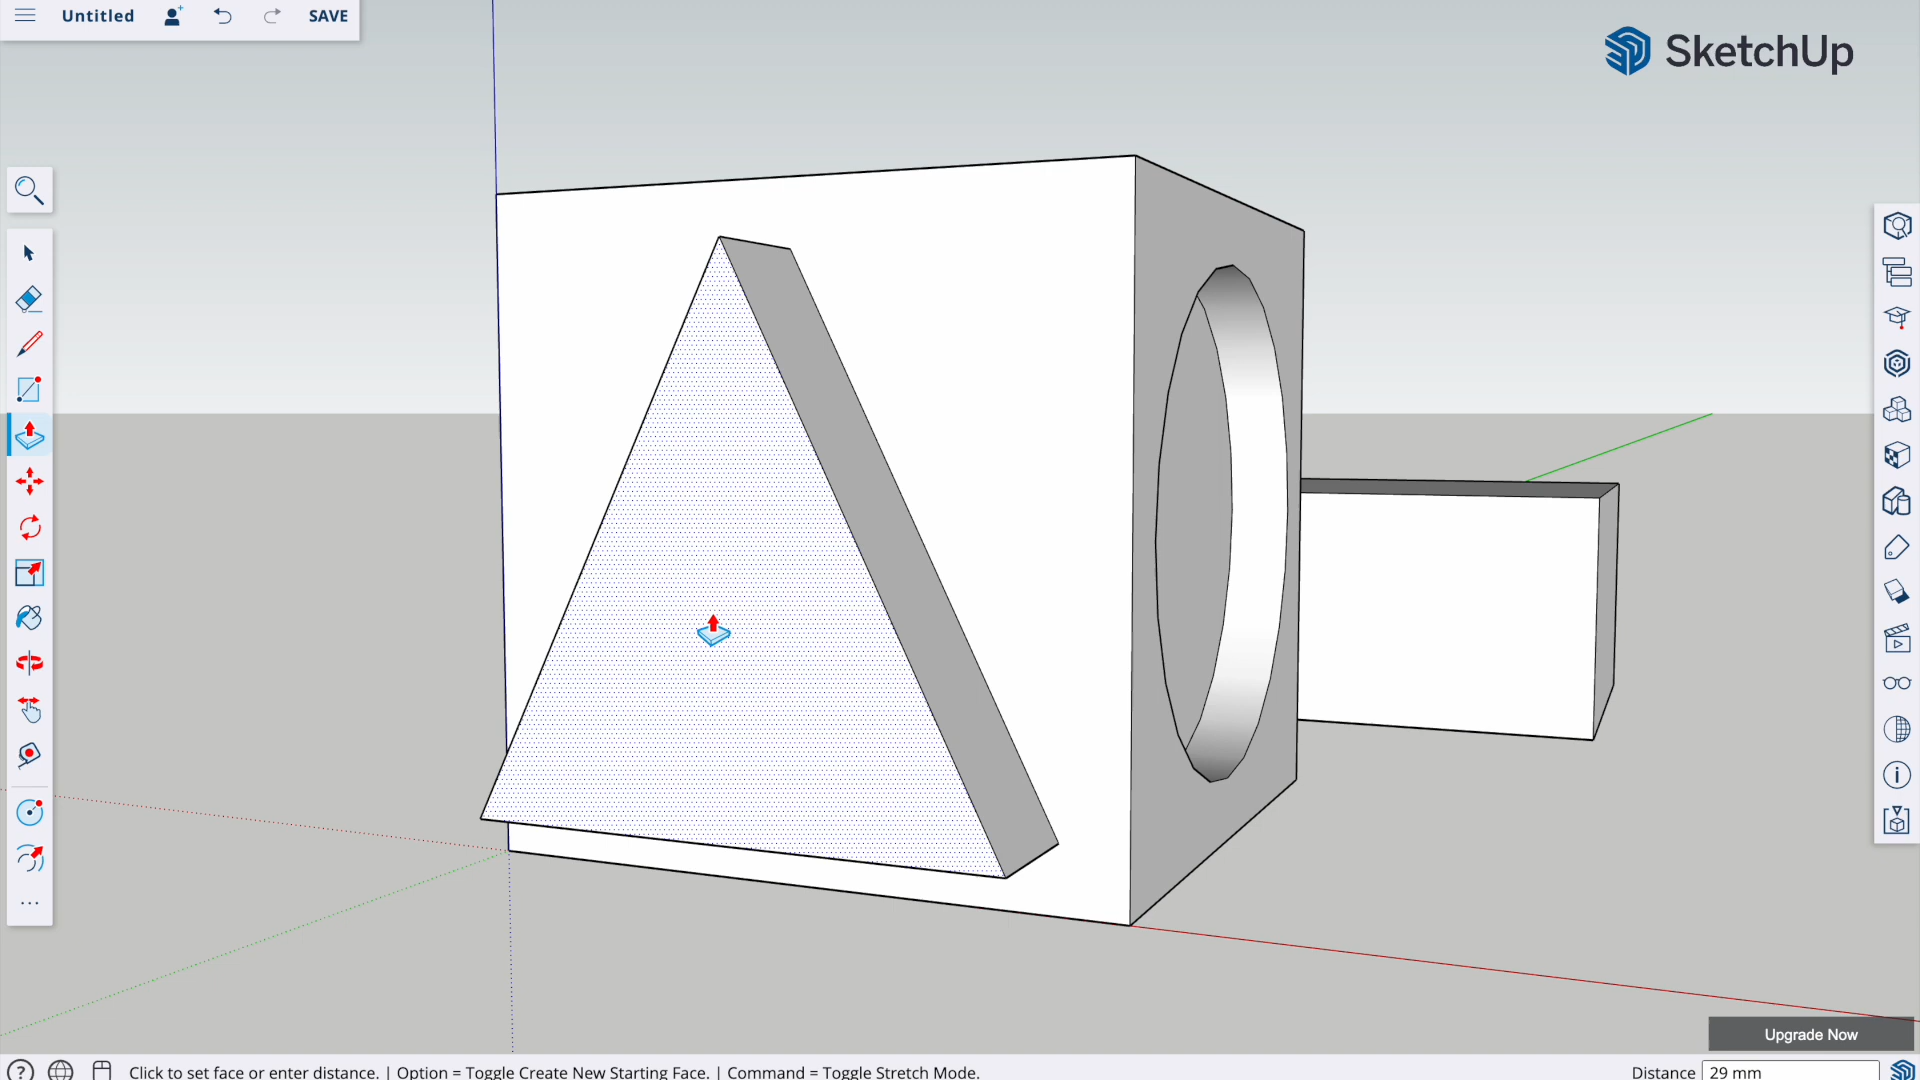 Untitled
SAVE
SketchUp
Upgrade Now
Click to set face or enter distance. | Option = Toggle Create New Starting Face. | Command = Toggle Stretch Mode.
Distance 29 mm